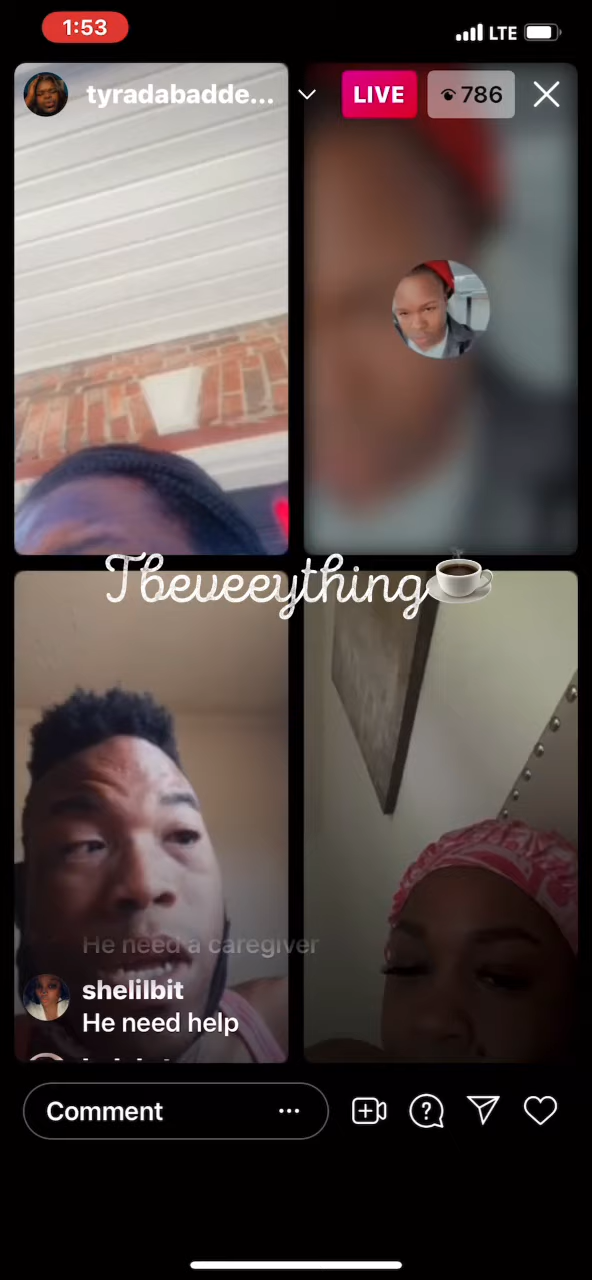 1:53
LTE
tyradabadde...
LIVE
786
Tbeveeything
He need a caregiver
shelilbit
He need help
Comment